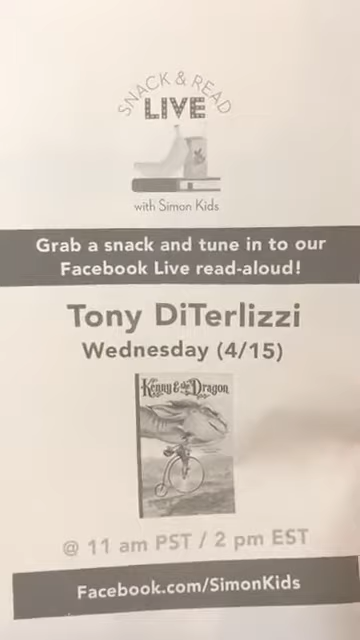 SNACK & READ
LIVE
with Simon Kids
Grab a snack and tune in to our
Facebook Live read-aloud!
Tony DiTerlizzi
Wednesday (4/15)
Kenny & the Dragon
@ 11 am PST / 2 pm EST
Facebook.com/SimonKids